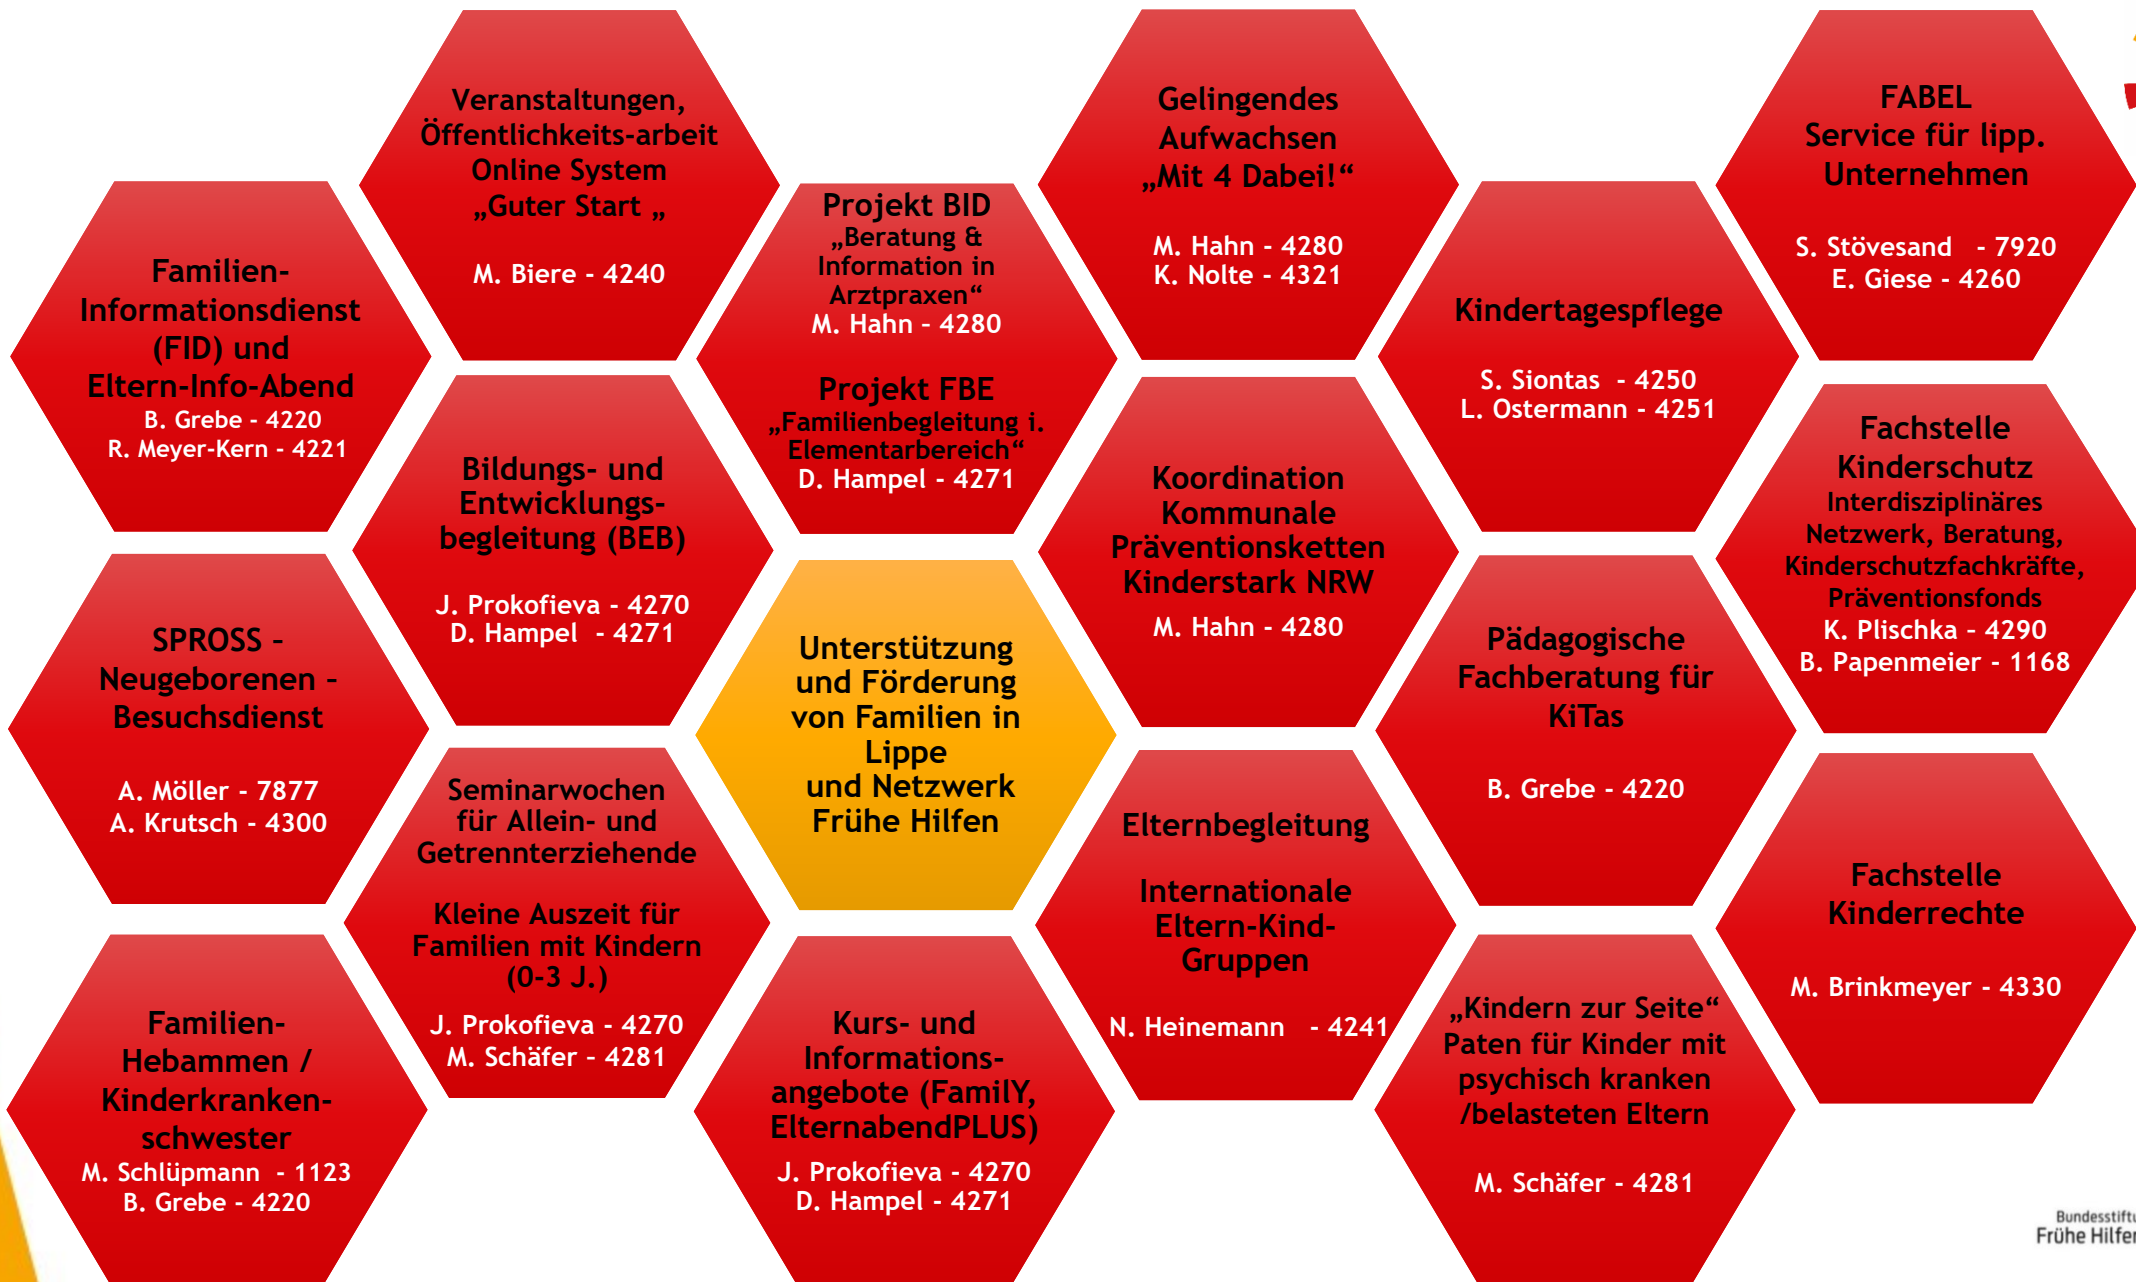 Veranstaltungen,
Öffentlichkeits-arbeit
Online System
„Guter Start „
M. Biere - 4240
Gelingendes
Aufwachsen
„Mit 4 Dabei!“
M. Hahn - 4280
K. Nolte - 4321
FABEL
Service für lipp.
Unternehmen
S. Stövesand - 7920
E. Giese - 4260
Familien-
Informationsdienst
(FID) und
Eltern-Info-Abend
B. Grebe - 4220
R. Meyer-Kern - 4221
Projekt BID
„Beratung &
Information in
Arztpraxen“
M. Hahn – 4280
Projekt FBE
„Familienbegleitung i.
Elementarbereich“
D. Hampel - 4271
Kindertagespflege
S. Siontas - 4250
L. Ostermann - 4251
Bildungs- und
Entwicklungs-
begleitung (BEB)
J. Prokofieva - 4270
D. Hampel - 4271
Koordination
Kommunale
Präventionsketten
Kinderstark NRW
M. Hahn - 4280
Fachstelle
Kinderschutz
Interdisziplinäres
Netzwerk, Beratung,
Kinderschutzfachkräfte,
Präventionsfonds
K. Plischka – 4290
B. Papenmeier - 1168
SPROSS –
Neugeborenen –
Besuchsdienst
A. Möller - 7877
A. Krutsch - 4300
Unterstützung
und Förderung
von Familien in
Lippe
und Netzwerk
Frühe Hilfen
Pädagogische
Fachberatung für
KiTas
B. Grebe - 4220
Seminarwochen
für Allein- und
Getrennterziehende
Kleine Auszeit für
Familien mit Kindern
(0-3 J.)
J. Prokofieva - 4270
M. Schäfer – 4281
Elternbegleitung
Internationale
Eltern-Kind-
Gruppen
N. Heinemann - 4241
Fachstelle
Kinderrechte
M. Brinkmeyer - 4330
Familien-
Hebammen /
Kinderkranken-
schwester
M. Schlüpmann - 1123
B. Grebe - 4220
Kurs- und
Informations-
angebote (FamilY,
ElternabendPLUS)
J. Prokofieva - 4270
D. Hampel - 4271
„Kindern zur Seite“
Paten für Kinder mit
psychisch kranken
/belasteten Eltern
M. Schäfer - 4281
Bundesstiftu
Frühe Hilfen